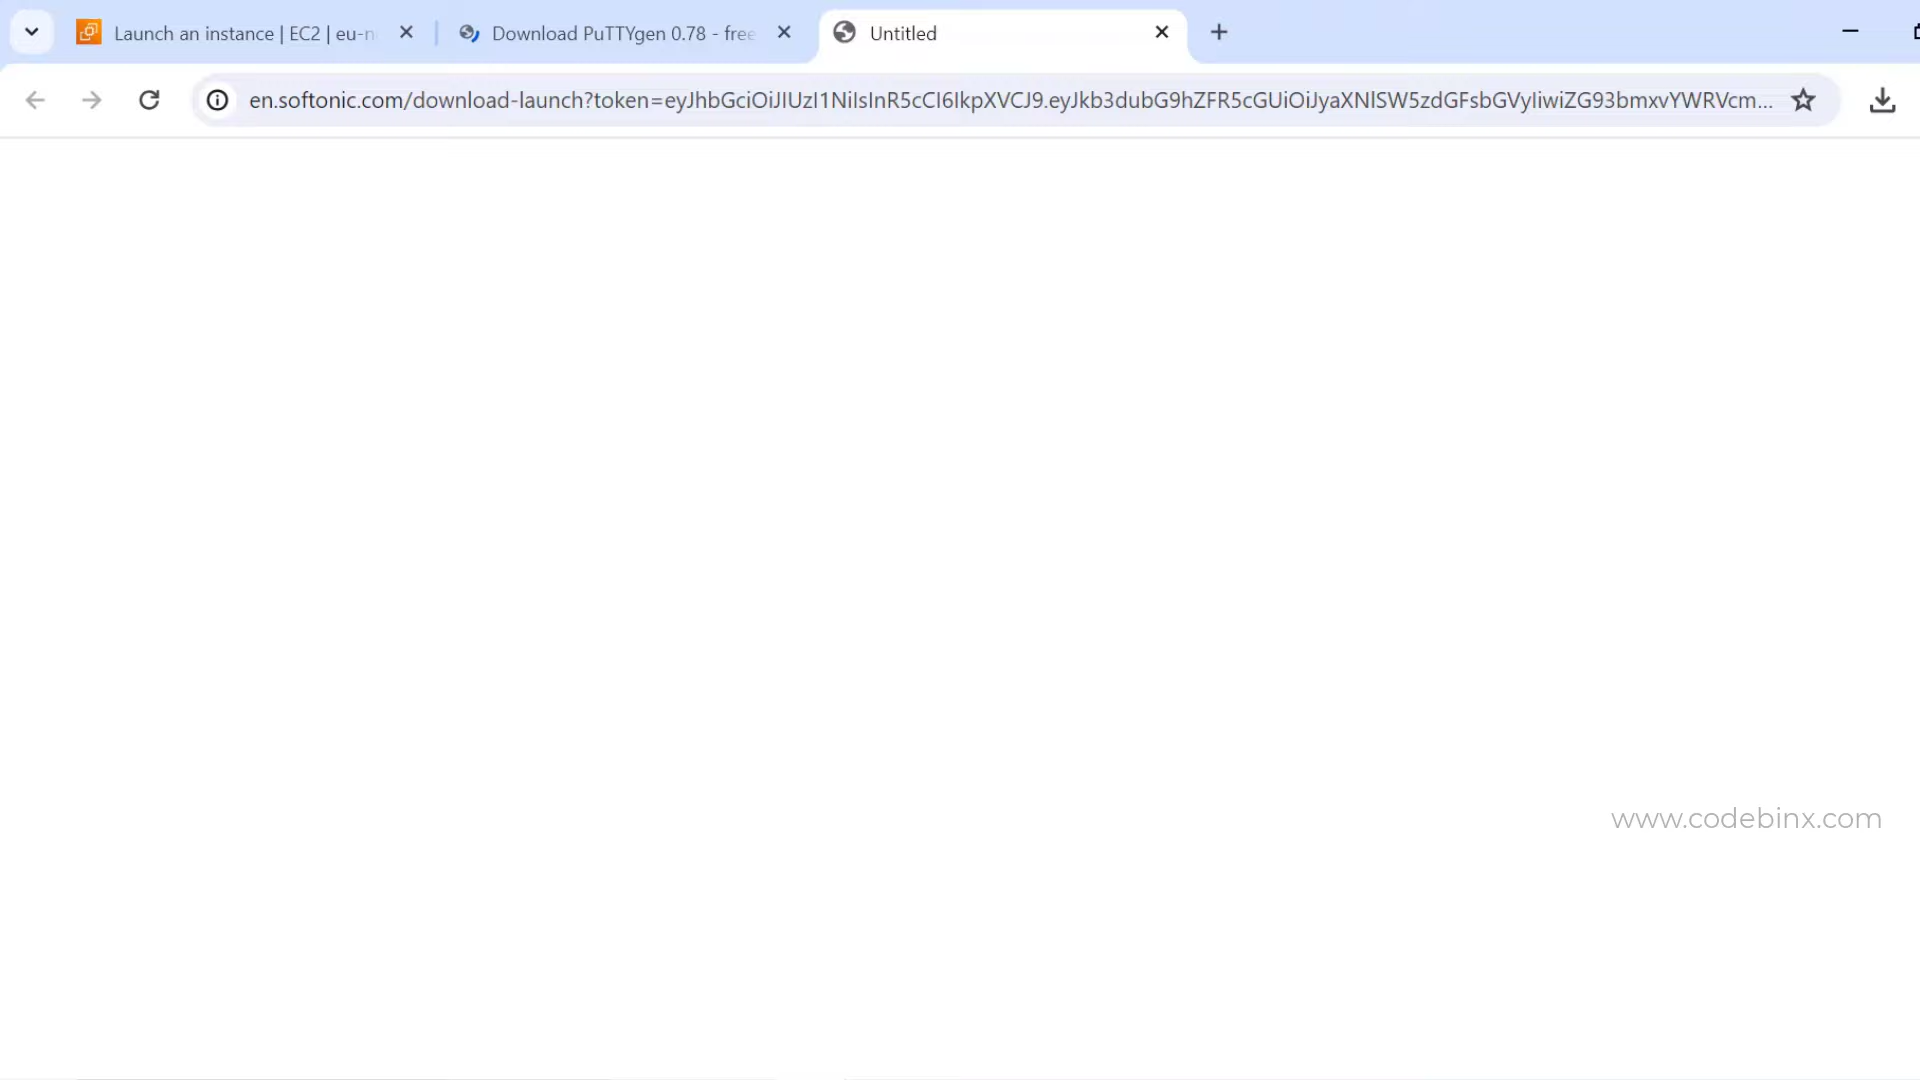 Launch an instance | EC2 | eu-n
Download PuTTYgen 0.78 - free
Untitled
en.softonic.com/download-launch?token=eyJhbGciOiJIUzI1NiIsInR5cCI6IkpXVCJ9.eyJkb3dubG9hZFR5cGUiOiJyaXNlSW5zdGFsbGVyIiwiZG93bmxvYWRVcm...
www.codebinx.com